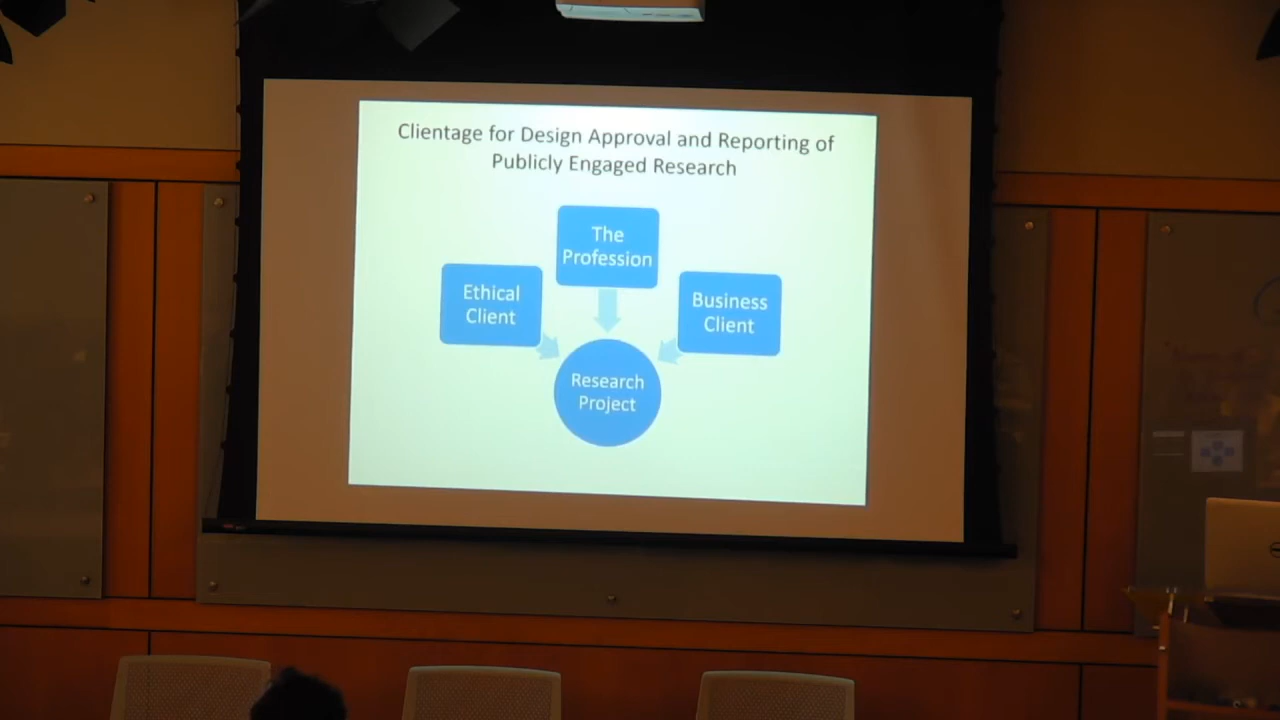 Clientage for Design Approval and Reporting of
Publicly Engaged Research
The
Profession
Ethical
Client
Business
Client
Research
Project